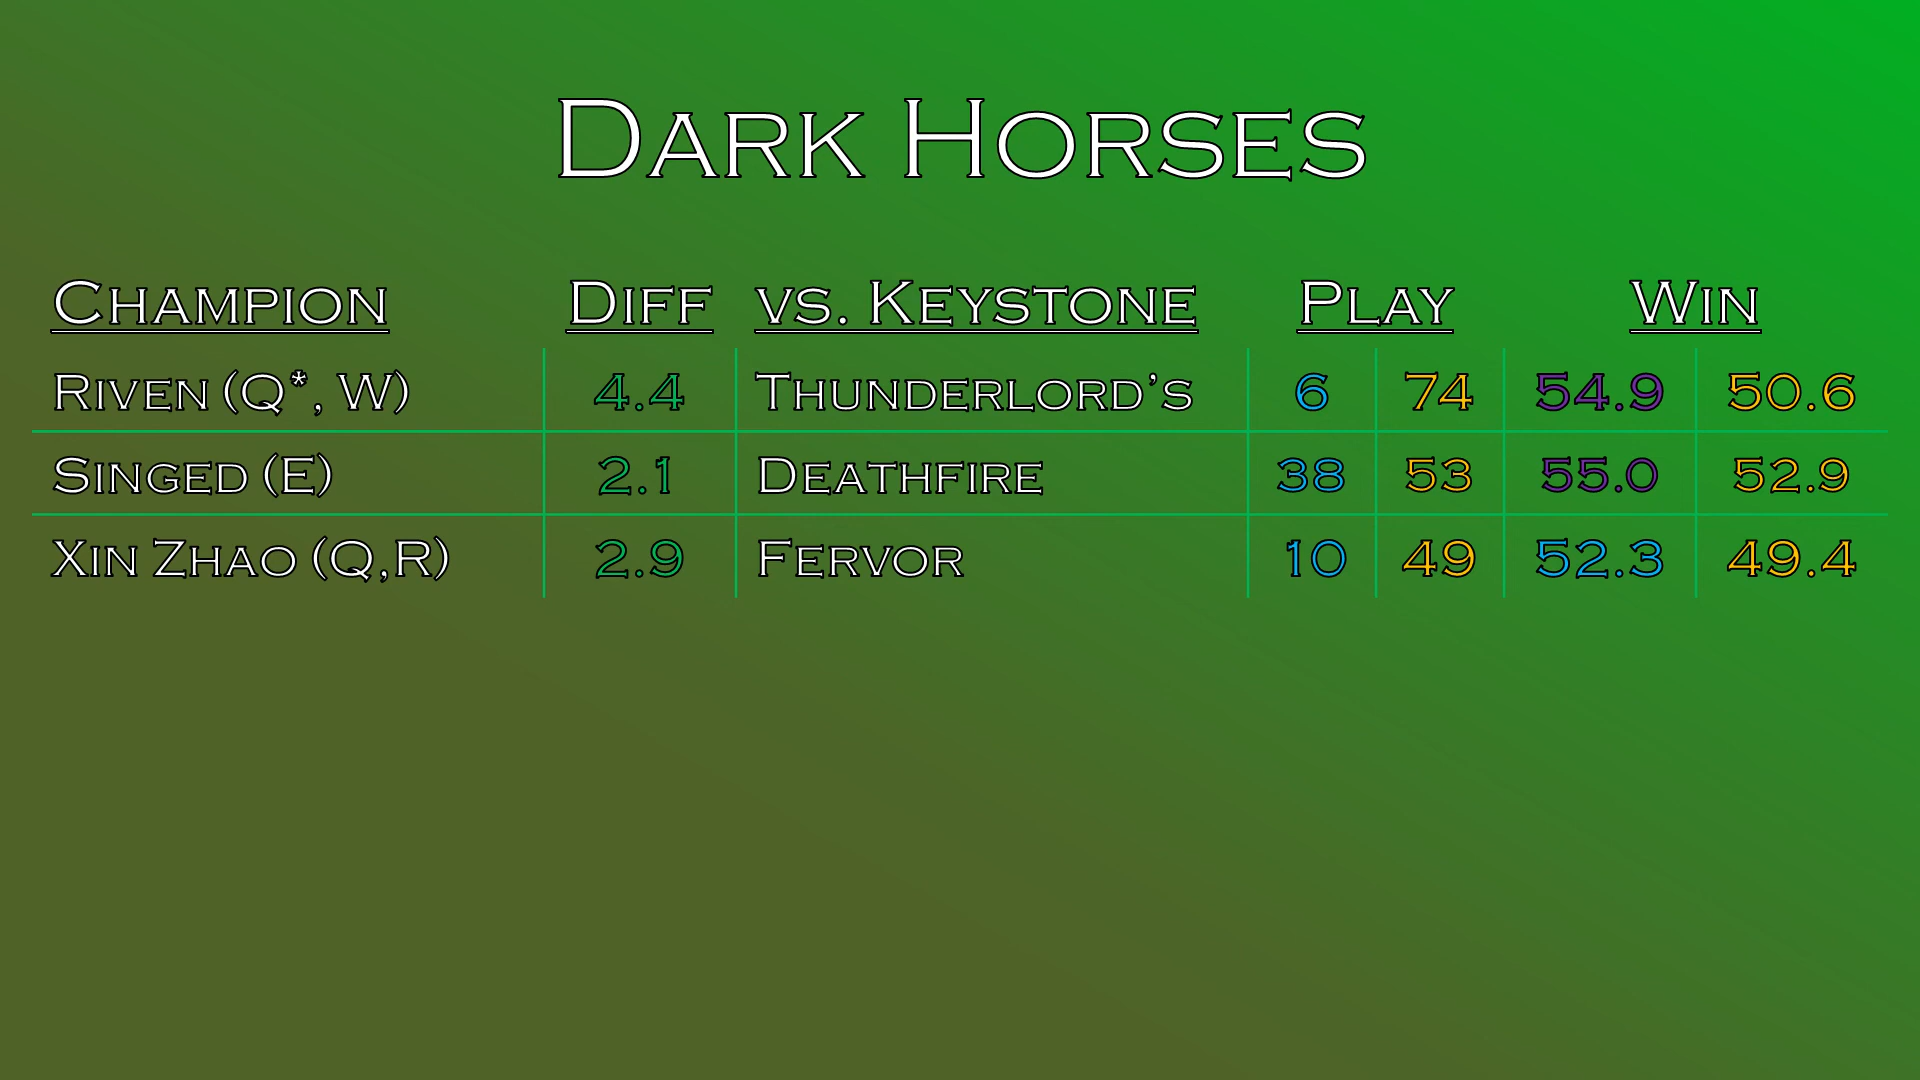 Dark Horses
Champion Diff vs. Keystone Play Win
Riven (Q*, W) 4.4 Thunderlord's 6 74 54.9 50.6
Singed (E) 2.1 Deathfire 38 53 55.0 52.9
Xin Zhao (Q,R) 2.9 Fervor 10 49 52.3 49.4